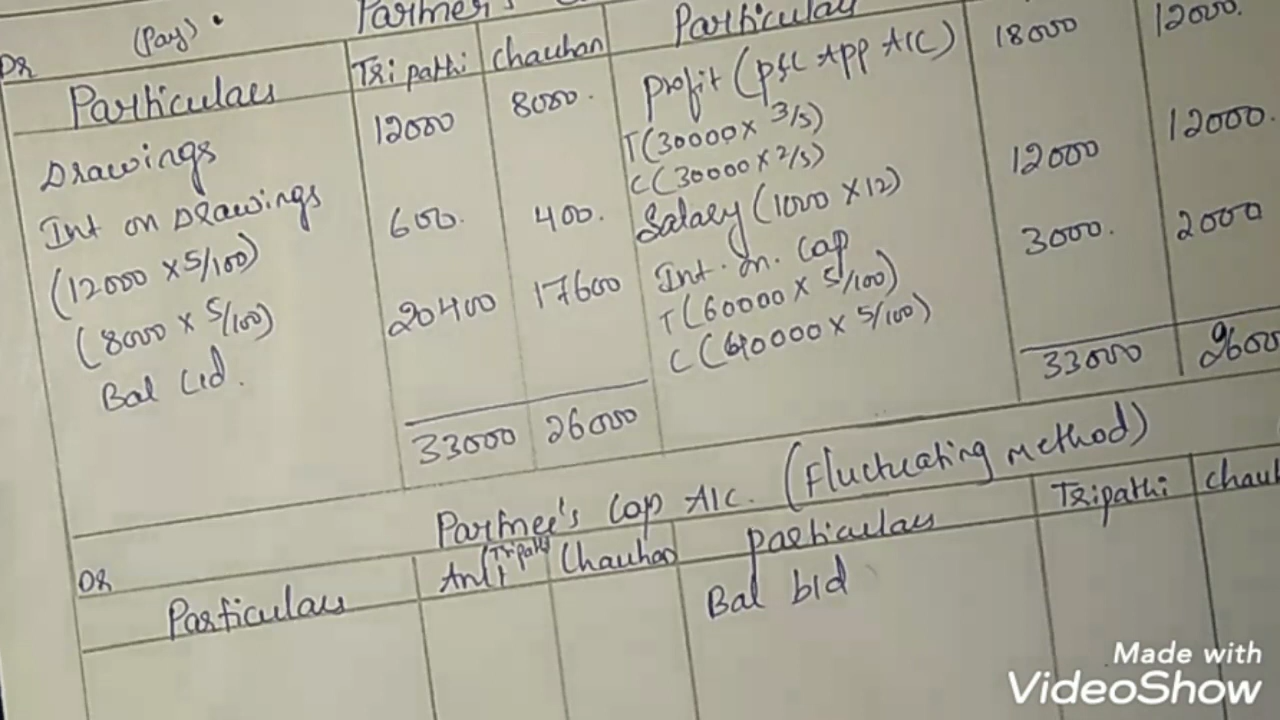 (Pay)
Partner's
Dr
Particulars Tripathi Chauhan Particulars
Drawings 12000 8000. Profit (P&L APP A/C) 18000 12000.
T(30000 x 3/5)
C(30000 x 2/5)
Int on Drawings 600. 400. Salary (1000 x 12) 12000 12000.
(12000 x 5/100)
(8000 x 5/100)
Int. on. Cap 3000. 2000
T(60000 x 5/100)
C(40000 x 5/100)
Bal c/d. 20400 17600
33000 26000 33000 26000
Partner's Cap A/C. (Fluctuating method)
Dr
Particulars Tripathi Chauhan particulars Tripathi Chauh
Bal b/d
Made with
VideoShow